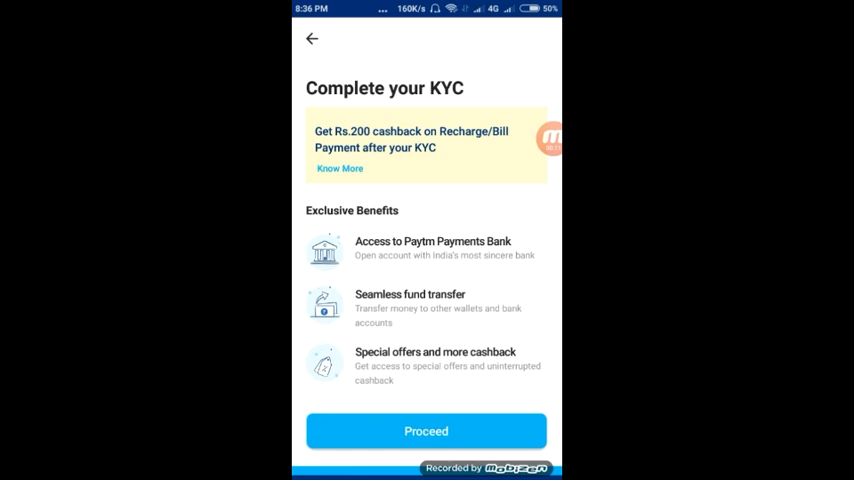 8:36 PM ... 160K/s 4G 50%
Complete your KYC
Get Rs.200 cashback on Recharge/Bill
Payment after your KYC
Know More
Exclusive Benefits
Access to Paytm Payments Bank
Open account with India's most sincere bank
Seamless fund transfer
Transfer money to other wallets and bank
accounts
Special offers and more cashback
Get access to special offers and uninterrupted
cashback
Proceed
Recorded by mobizen